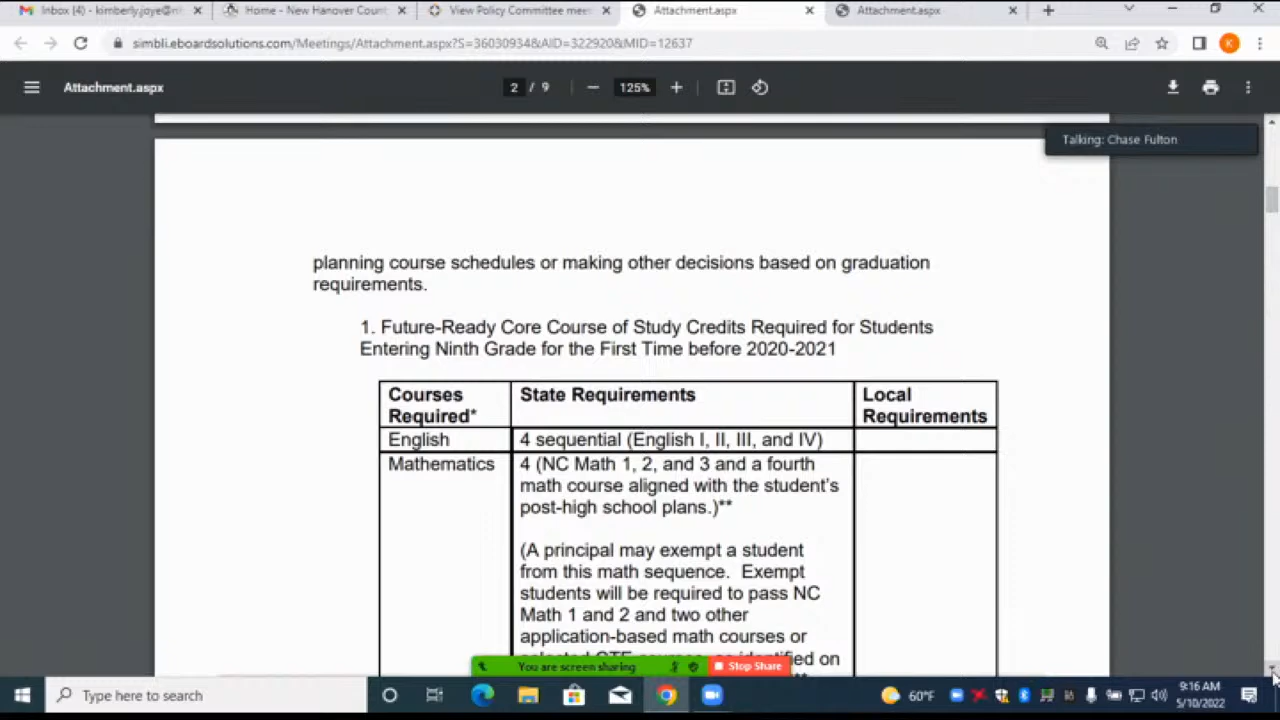 Inbox (4) - kimberly.joye@n
Home - New Hanover Count
View Policy Committee mee
Attachment.aspx
Attachment.aspx
simbli.eboardsolutions.com/Meetings/Attachment.aspx?S=36030934&AID=322920&MID=12637
K
Attachment.aspx
2 / 9
125%
Talking: Chase Fulton
planning course schedules or making other decisions based on graduation
requirements.
1. Future-Ready Core Course of Study Credits Required for Students
Entering Ninth Grade for the First Time before 2020-2021
Courses Required*
State Requirements
Local Requirements
English
4 sequential (English I, II, III, and IV)
Mathematics
4 (NC Math 1, 2, and 3 and a fourth
math course aligned with the student's
post-high school plans.)**
(A principal may exempt a student
from this math sequence. Exempt
students will be required to pass NC
Math 1 and 2 and two other
application-based math courses or
on
You are screen sharing
Stop Share
Type here to search
60°F
9:16 AM
5/10/2022